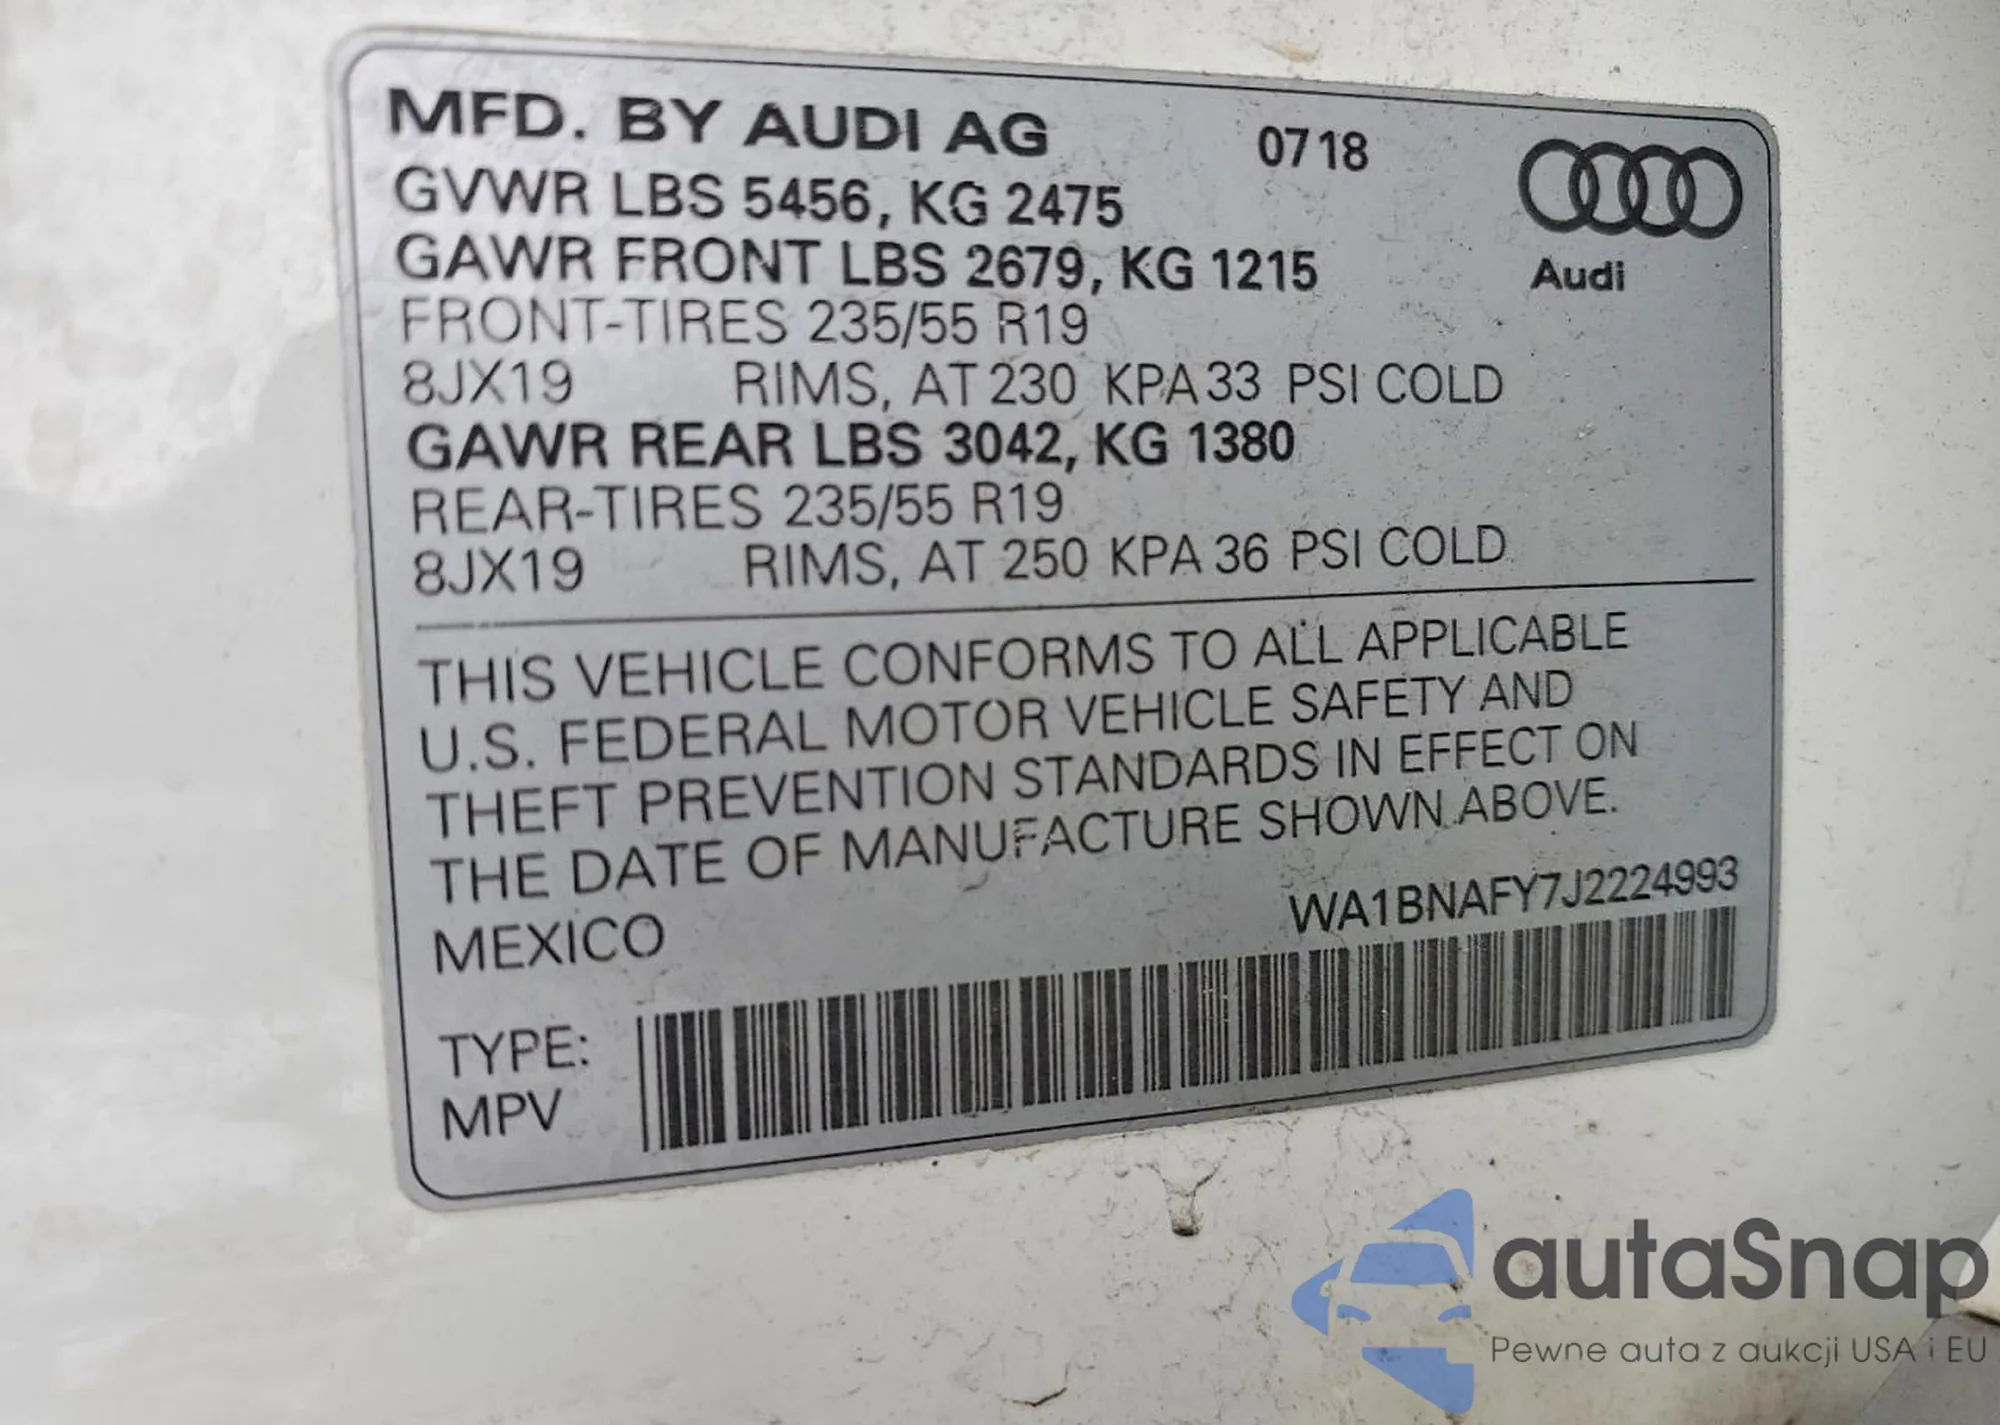 MFD. BY AUDI AG 0718
GVWR LBS 5456, KG 2475
GAWR FRONT LBS 2679, KG 1215
Audi
FRONT-TIRES 235/55 R19
8JX19 RIMS, AT 230 KPA 33 PSI COLD
GAWR REAR LBS 3042, KG 1380
REAR-TIRES 235/55 R19
8JX19 RIMS, AT 250 KPA 36 PSI COLD
THIS VEHICLE CONFORMS TO ALL APPLICABLE
U.S. FEDERAL MOTOR VEHICLE SAFETY AND
THEFT PREVENTION STANDARDS IN EFFECT ON
THE DATE OF MANUFACTURE SHOWN ABOVE.
MEXICO WA1BNAFY7J2224993
TYPE:
MPV
autaSnap
Pewne auta z aukcji USA i EU